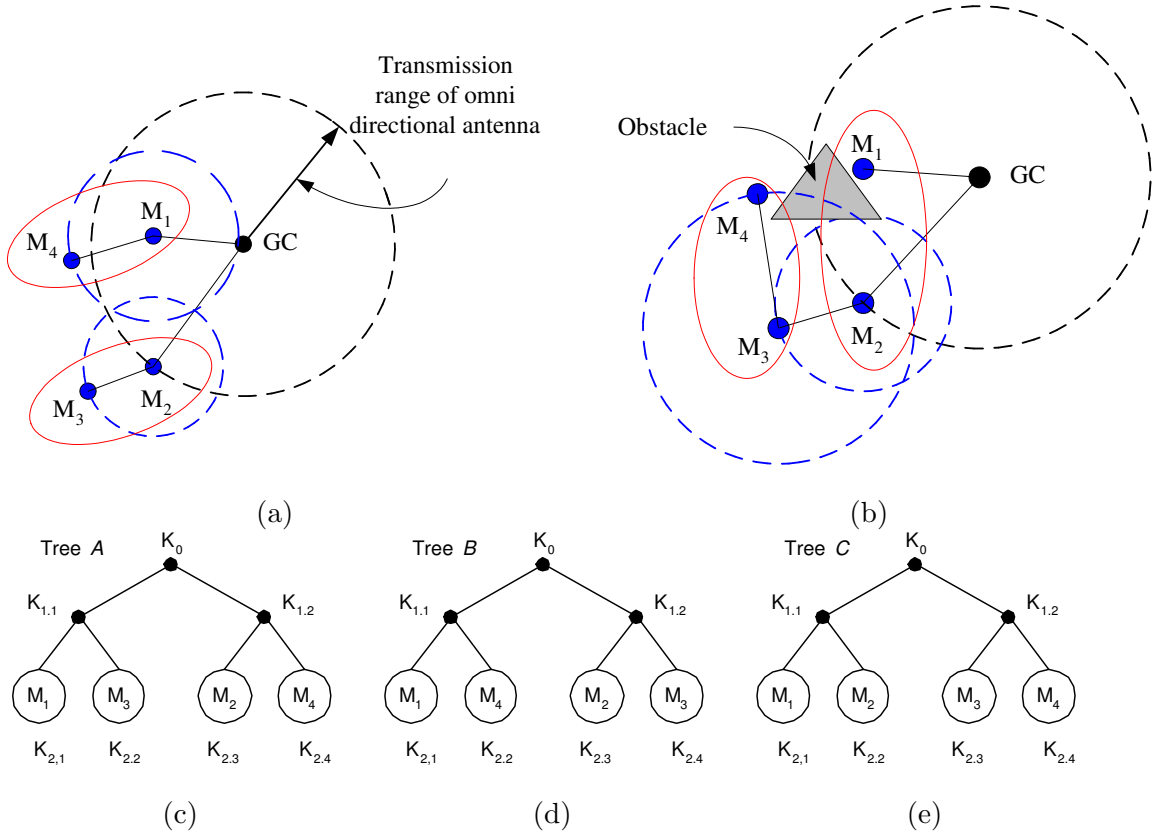 Transmission
range of omni
directional antenna
M1
M4
GC
M3
M2
(a)
Obstacle
M1
GC
M4
M3
M2
(b)
Tree A
K0
K1.1
K1.2
M1
M3
M2
M4
K2,1
K2.2
K2.3
K2.4
(c)
Tree B
K0
K1.1
K1.2
M1
M4
M2
M3
K2,1
K2.2
K2.3
K2.4
(d)
Tree C
K0
K1.1
K1.2
M1
M2
M3
M4
K2,1
K2.2
K2.3
K2.4
(e)